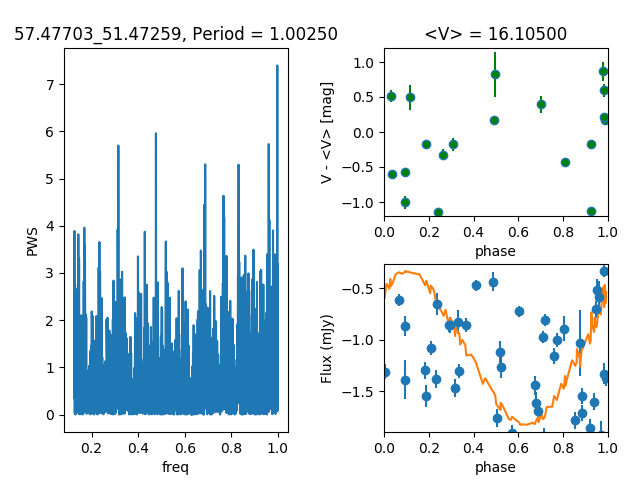 57.47703_51.47259, Period = 1.00250
<V> = 16.10500
7
6
5
4
3
2
1
0
PWS
0.2 0.4 0.6 0.8 1.0
freq
1.0
0.5
0.0
−0.5
−1.0
V - <V> [mag]
0.0 0.2 0.4 0.6 0.8 1.0
phase
−0.5
−1.0
−1.5
Flux (mJy)
0.0 0.2 0.4 0.6 0.8 1.0
phase